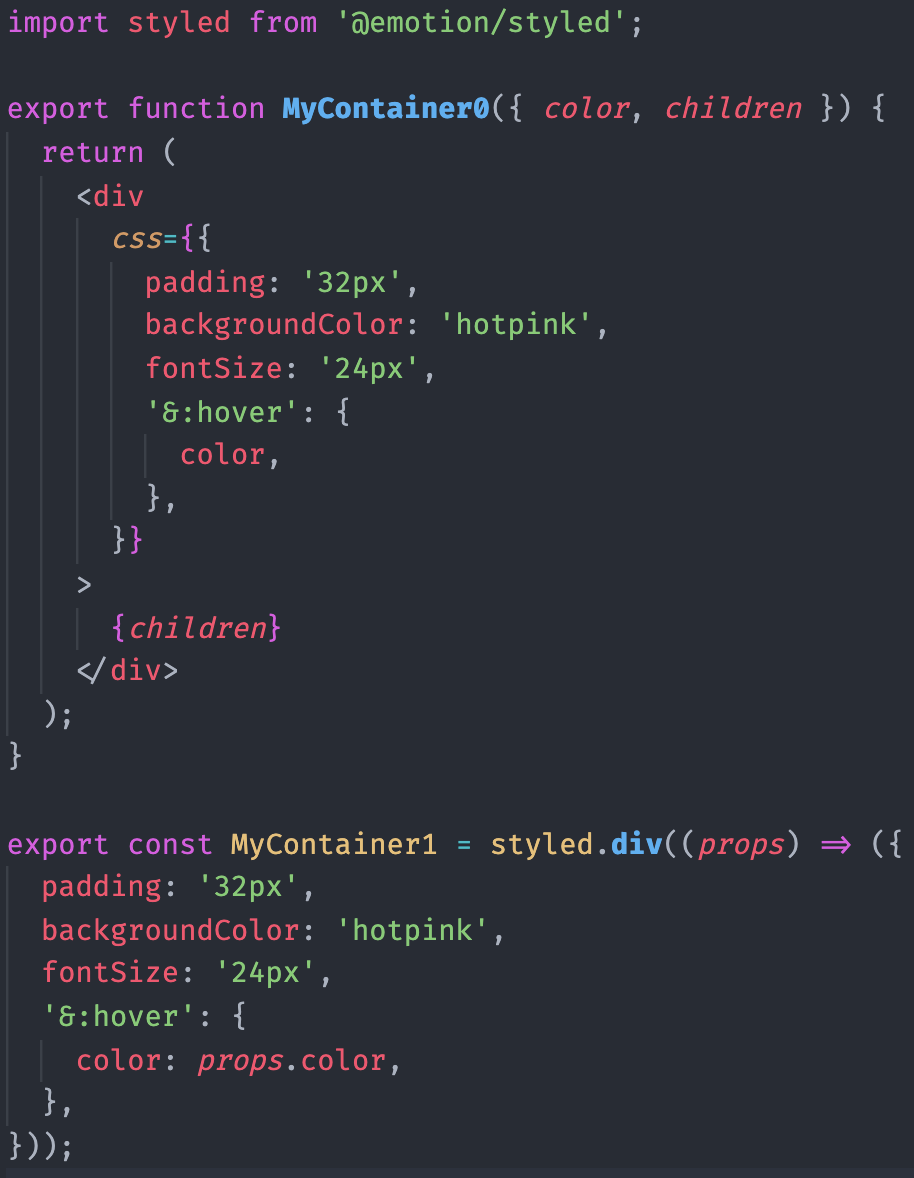 import styled from '@emotion/styled';

export function MyContainer0({ color, children }) {
  return (
    <div
      css={{
        padding: '32px',
        backgroundColor: 'hotpink',
        fontSize: '24px',
        '&:hover': {
          color,
        },
      }}
    >
      {children}
    </div>
  );
}

export const MyContainer1 = styled.div((props) => ({
  padding: '32px',
  backgroundColor: 'hotpink',
  fontSize: '24px',
  '&:hover': {
    color: props.color,
  },
}));